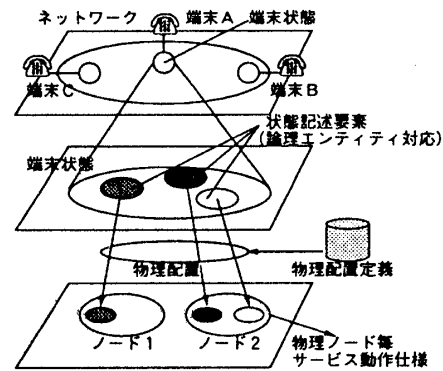 ネットワーク
端末A
端末状態
端末C
端末B
状態記述要素
(論理エンティティ対応)
端末状態
物理配置
物理配置定義
ノード1
ノード2
物理ノード毎
サービス動作仕様